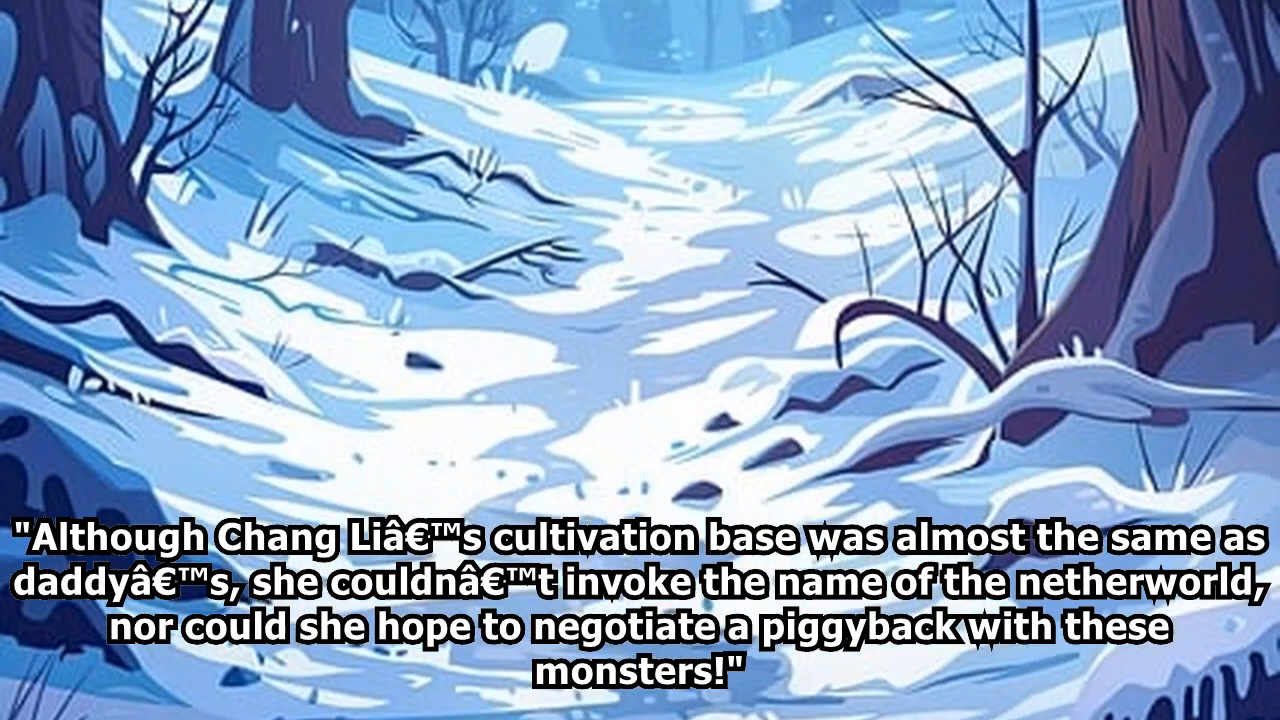 "Although Chang Liâ€™s cultivation base was almost the same as
daddyâ€™s, she couldnâ€™t invoke the name of the netherworld,
nor could she hope to negotiate a piggyback with these
monsters!"